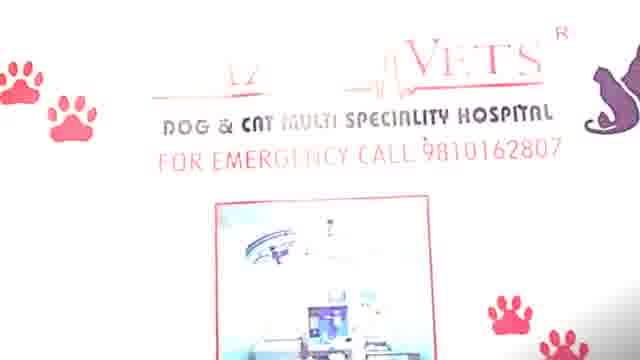 VETS ®
DOG & CAT MULTI SPECIALITY HOSPITAL
FOR EMERGENCY CALL 9810162807